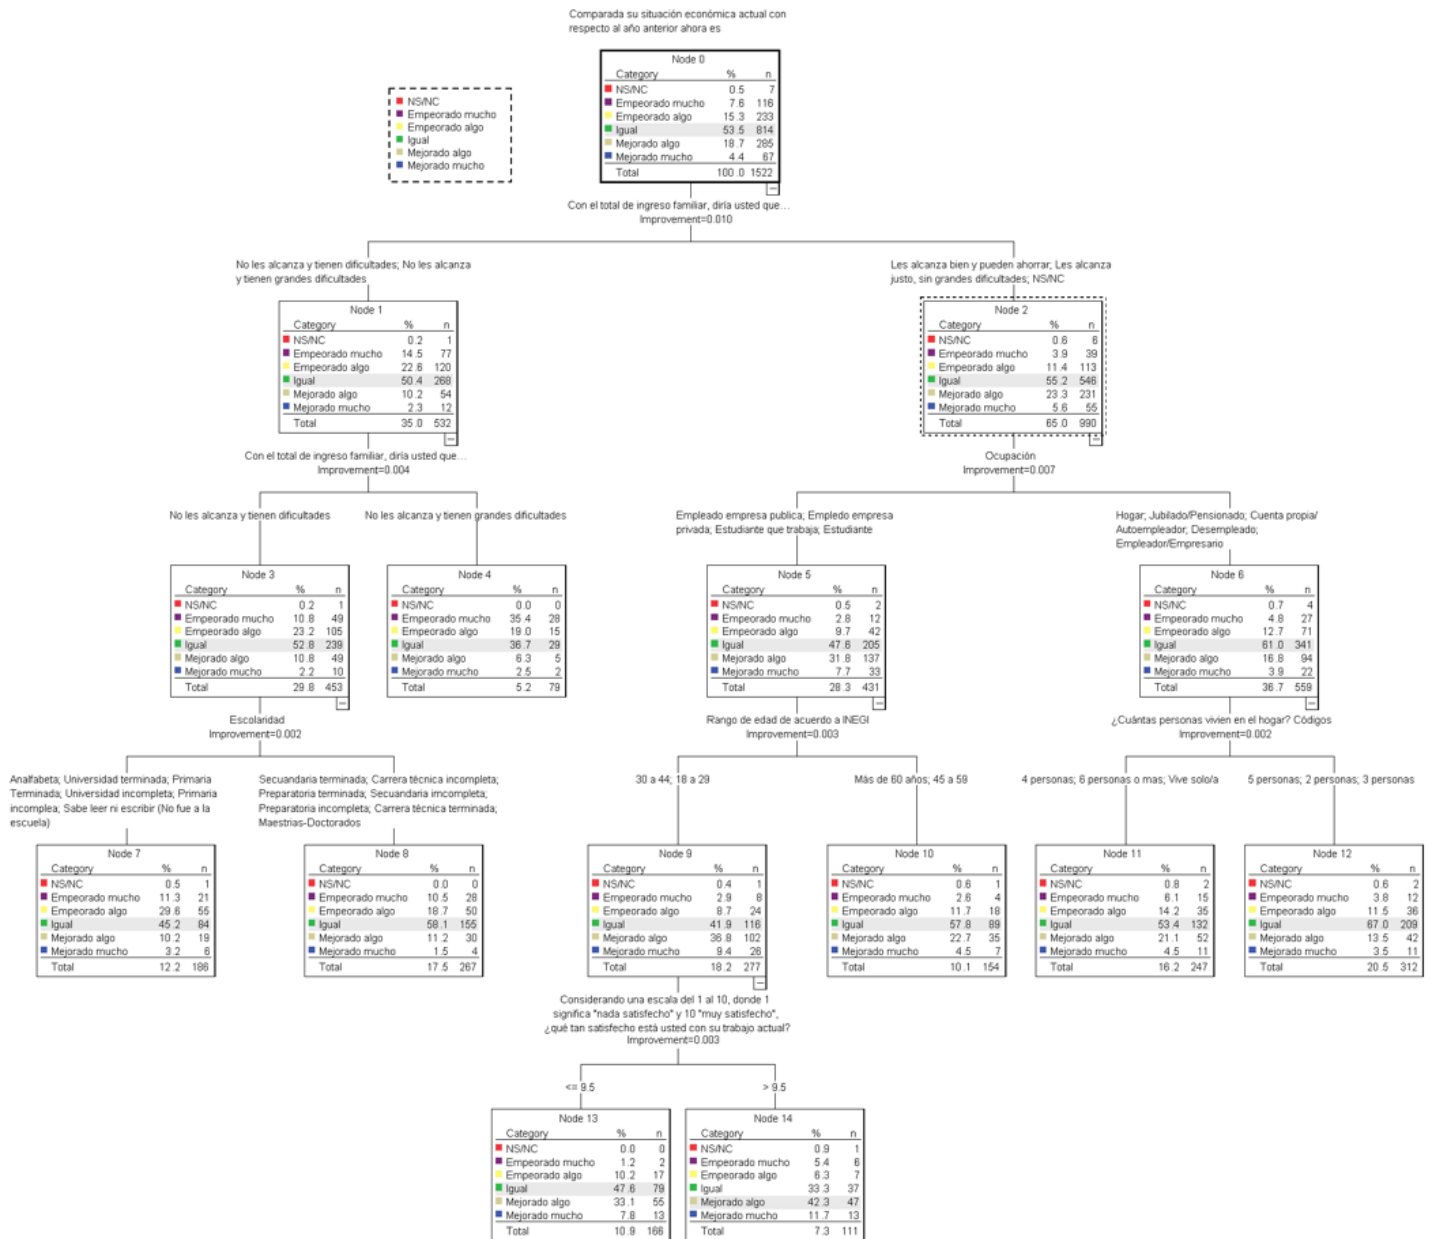 Comparada su situación económica actual con
respecto al año anterior ahora es
NS/NC
Empeorado mucho
Empeorado algo
Igual
Mejorado algo
Mejorado mucho
Node 0
Category % n
NS/NC 0.5 7
Empeorado mucho 7.6 116
Empeorado algo 15.3 233
Igual 53.5 814
Mejorado algo 18.7 285
Mejorado mucho 4.4 67
Total 100.0 1522
Con el total de ingreso familiar, diría usted que...
Improvement=0.010
No les alcanza y tienen dificultades; No les alcanza
y tienen grandes dificultades
Les alcanza bien y pueden ahorrar; Les alcanza
justo, sin grandes dificultades; NS/NC
Node 1
Category % n
NS/NC 0.2 1
Empeorado mucho 14.5 77
Empeorado algo 22.6 120
Igual 50.4 268
Mejorado algo 10.2 54
Mejorado mucho 2.3 12
Total 35.0 532
Node 2
Category % n
NS/NC 0.6 6
Empeorado mucho 3.9 39
Empeorado algo 11.4 113
Igual 55.2 546
Mejorado algo 23.3 231
Mejorado mucho 5.6 55
Total 65.0 990
Con el total de ingreso familiar, diría usted que...
Improvement=0.004
Ocupación
Improvement=0.007
No les alcanza y tienen dificultades
No les alcanza y tienen grandes dificultades
Empleado empresa publica; Empledo empresa
privada; Estudiante que trabaja; Estudiante
Hogar; Jubilado/Pensionado; Cuenta propia/
Autoempleador; Desempleado;
Empleador/Empresario
Node 3
Category % n
NS/NC 0.2 1
Empeorado mucho 10.8 49
Empeorado algo 23.2 105
Igual 52.8 239
Mejorado algo 10.8 49
Mejorado mucho 2.2 10
Total 29.8 453
Node 4
Category % n
NS/NC 0.0 0
Empeorado mucho 35.4 28
Empeorado algo 19.0 15
Igual 36.7 29
Mejorado algo 6.3 5
Mejorado mucho 2.5 2
Total 5.2 79
Node 5
Category % n
NS/NC 0.5 2
Empeorado mucho 2.8 12
Empeorado algo 9.7 42
Igual 47.6 205
Mejorado algo 31.8 137
Mejorado mucho 7.7 33
Total 28.3 431
Node 6
Category % n
NS/NC 0.7 4
Empeorado mucho 4.8 27
Empeorado algo 12.7 71
Igual 61.0 341
Mejorado algo 16.8 94
Mejorado mucho 3.9 22
Total 36.7 559
Escolaridad
Improvement=0.002
Rango de edad de acuerdo a INEGI
Improvement=0.003
¿Cuántas personas vivien en el hogar? Códigos
Improvement=0.002
Analfabeta; Universidad terminada; Primaria
Terminada; Universidad incompleta; Primaria
incomplea; Sabe leer ni escribir (No fue a la
escuela)
Secuandaria terminada; Carrera técnica incompleta;
Preparatoria terminada; Secuandaria imcompleta;
Preparatoria incompleta; Carrera técnica terminada;
Maestrias-Doctorados
30 a 44; 18 a 29
Más de 60 años; 45 a 59
4 personas; 6 personas o mas; Vive solo/a
5 personas; 2 personas; 3 personas
Node 7
Category % n
NS/NC 0.5 1
Empeorado mucho 11.3 21
Empeorado algo 29.6 55
Igual 45.2 84
Mejorado algo 10.2 19
Mejorado mucho 3.2 6
Total 12.2 186
Node 8
Category % n
NS/NC 0.0 0
Empeorado mucho 10.5 28
Empeorado algo 18.7 50
Igual 58.1 155
Mejorado algo 11.2 30
Mejorado mucho 1.5 4
Total 17.5 267
Node 9
Category % n
NS/NC 0.4 1
Empeorado mucho 2.9 8
Empeorado algo 8.7 24
Igual 41.9 116
Mejorado algo 36.8 102
Mejorado mucho 9.4 26
Total 18.2 277
Node 10
Category % n
NS/NC 0.6 1
Empeorado mucho 2.6 4
Empeorado algo 11.7 18
Igual 57.8 89
Mejorado algo 22.7 35
Mejorado mucho 4.5 7
Total 10.1 154
Node 11
Category % n
NS/NC 0.8 2
Empeorado mucho 6.1 15
Empeorado algo 14.2 35
Igual 53.4 132
Mejorado algo 21.1 52
Mejorado mucho 4.5 11
Total 16.2 247
Node 12
Category % n
NS/NC 0.6 2
Empeorado mucho 3.8 12
Empeorado algo 11.5 36
Igual 67.0 209
Mejorado algo 13.5 42
Mejorado mucho 3.5 11
Total 20.5 312
Considerando una escala del 1 al 10, donde 1
significa "nada satisfecho" y 10 "muy satisfecho",
¿qué tan satisfecho está usted con su trabajo actual?
Improvement=0.003
<= 9.5
> 9.5
Node 13
Category % n
NS/NC 0.0 0
Empeorado mucho 1.2 2
Empeorado algo 10.2 17
Igual 47.6 79
Mejorado algo 33.1 55
Mejorado mucho 7.8 13
Total 10.9 166
Node 14
Category % n
NS/NC 0.9 1
Empeorado mucho 5.4 6
Empeorado algo 6.3 7
Igual 33.3 37
Mejorado algo 42.3 47
Mejorado mucho 11.7 13
Total 7.3 111